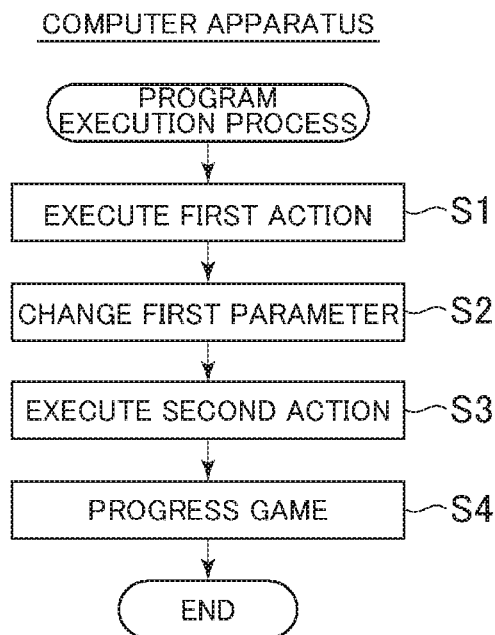 COMPUTER APPARATUS
PROGRAM
EXECUTION PROCESS
EXECUTE FIRST ACTION S1
CHANGE FIRST PARAMETER S2
EXECUTE SECOND ACTION S3
PROGRESS GAME S4
END